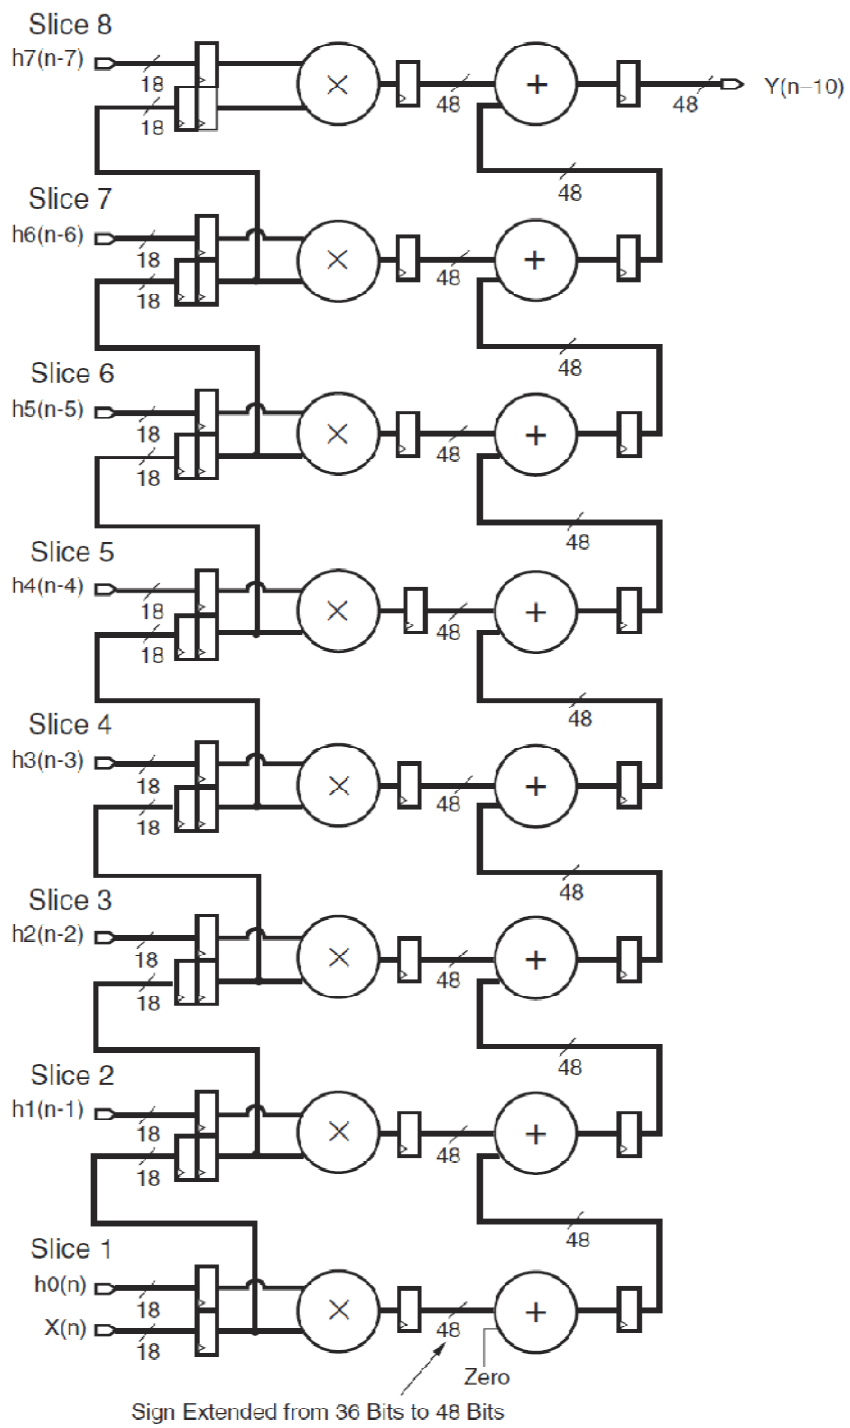 Slice 8
h7(n-7)
18
18
×
48
+
48
Y(n–10)
48
Slice 7
h6(n-6)
18
18
×
48
+
48
Slice 6
h5(n-5)
18
18
×
48
+
48
Slice 5
h4(n-4)
18
18
×
48
+
48
Slice 4
h3(n-3)
18
18
×
48
+
48
Slice 3
h2(n-2)
18
18
×
48
+
48
Slice 2
h1(n-1)
18
18
×
48
+
48
Slice 1
h0(n)
18
X(n)
18
×
48
+
Zero
Sign Extended from 36 Bits to 48 Bits